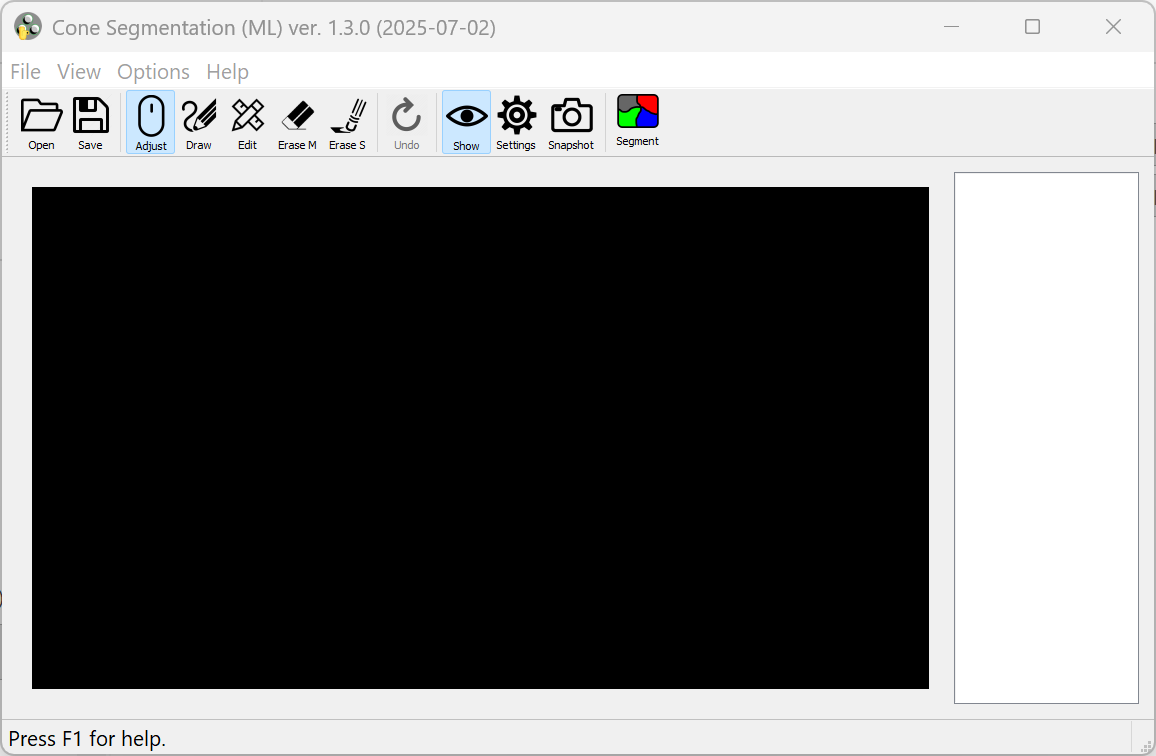 Cone Segmentation (ML) ver. 1.3.0 (2025-07-02)
File View Options Help
Open Save Adjust Draw Edit Erase M Erase S Undo Show Settings Snapshot Segment
Press F1 for help.